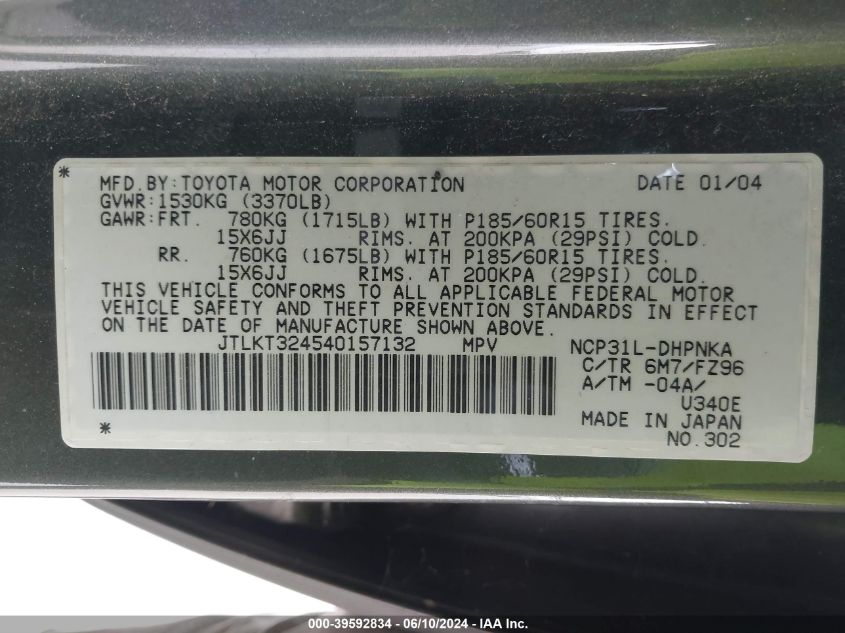 * MFD.BY:TOYOTA MOTOR CORPORATION DATE 01/04
GVWR:1530KG (3370LB)
GAWR:FRT. 780KG (1715LB) WITH P185/60R15 TIRES.
15X6JJ RIMS. AT 200KPA (29PSI) COLD.
RR. 760KG (1675LB) WITH P185/60R15 TIRES.
15X6JJ RIMS. AT 200KPA (29PSI) COLD.
THIS VEHICLE CONFORMS TO ALL APPLICABLE FEDERAL MOTOR
VEHICLE SAFETY AND THEFT PREVENTION STANDARDS IN EFFECT
ON THE DATE OF MANUFACTURE SHOWN ABOVE.
JTLKT324540157132 MPV NCP31L-DHPNKA
C/TR 6M7/FZ96
A/TM -04A/
U340E
MADE IN JAPAN
* NO.302
000-39592834 - 06/10/2024 - IAA Inc.